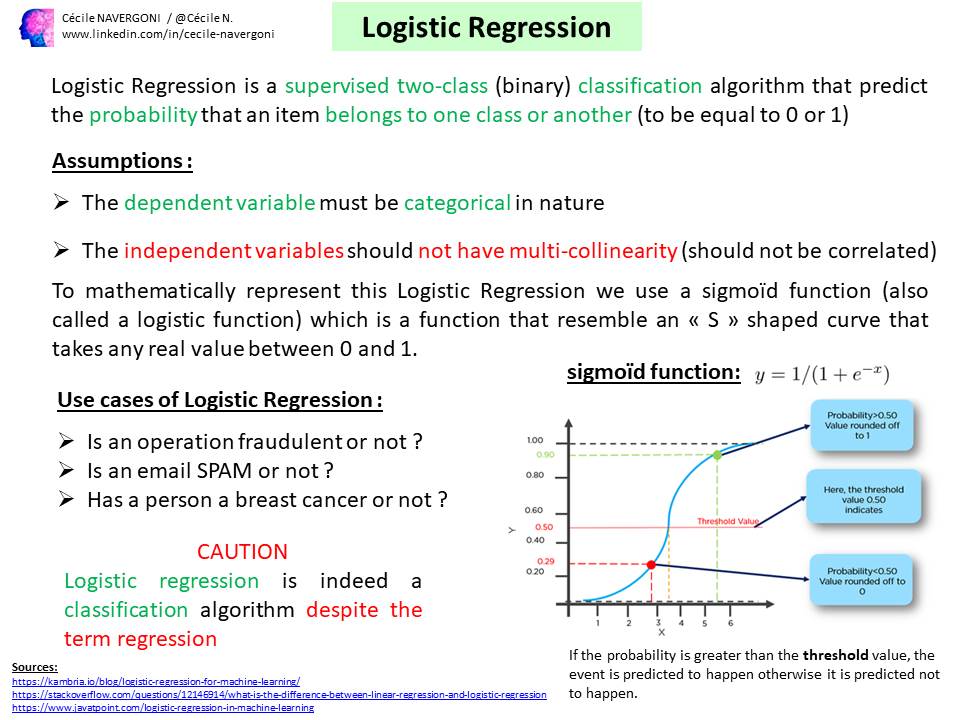 Cécile NAVERGONI / @Cécile N.
www.linkedin.com/in/cecile-navergoni
Logistic Regression
Logistic Regression is a supervised two-class (binary) classification algorithm that predict
the probability that an item belongs to one class or another (to be equal to 0 or 1)
Assumptions :
➢ The dependent variable must be categorical in nature
➢ The independent variables should not have multi-collinearity (should not be correlated)
To mathematically represent this Logistic Regression we use a sigmoïd function (also
called a logistic function) which is a function that resemble an « S » shaped curve that
takes any real value between 0 and 1.
sigmoïd function: y = 1/(1 + e^{-x})
Use cases of Logistic Regression :
➢ Is an operation fraudulent or not ?
➢ Is an email SPAM or not ?
➢ Has a person a breast cancer or not ?
CAUTION
Logistic regression is indeed a
classification algorithm despite the
term regression
Y
1.00
0.90
0.80
0.60
0.50
0.40
0.29
0.20
Threshold Value
1 2 3 4 5 6
X
Probability>0.50
Value rounded off
to 1
Here, the threshold
value 0.50
indicates
Probability<0.50
Value rounded off to
0
If the probability is greater than the threshold value, the
event is predicted to happen otherwise it is predicted not
to happen.
Sources:
https://kambria.io/blog/logistic-regression-for-machine-learning/
https://stackoverflow.com/questions/12146914/what-is-the-difference-between-linear-regression-and-logistic-regression
https://www.javatpoint.com/logistic-regression-in-machine-learning